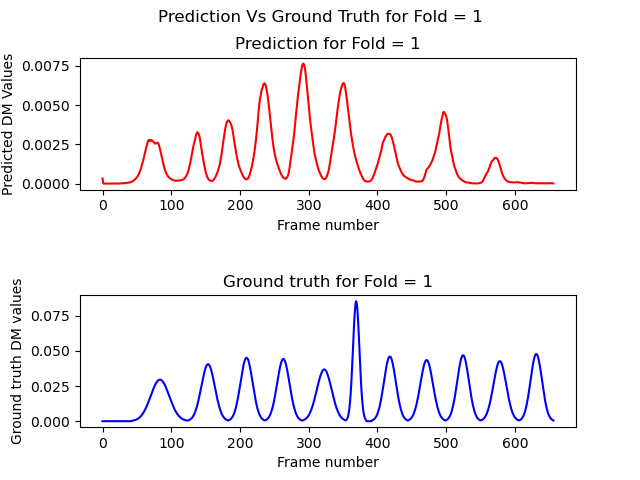 Prediction Vs Ground Truth for Fold = 1
Prediction for Fold = 1
Predicted DM Values
0.0075
0.0050
0.0025
0.0000
0 100 200 300 400 500 600
Frame number
Ground truth for Fold = 1
Ground truth DM values
0.075
0.050
0.025
0.000
0 100 200 300 400 500 600
Frame number